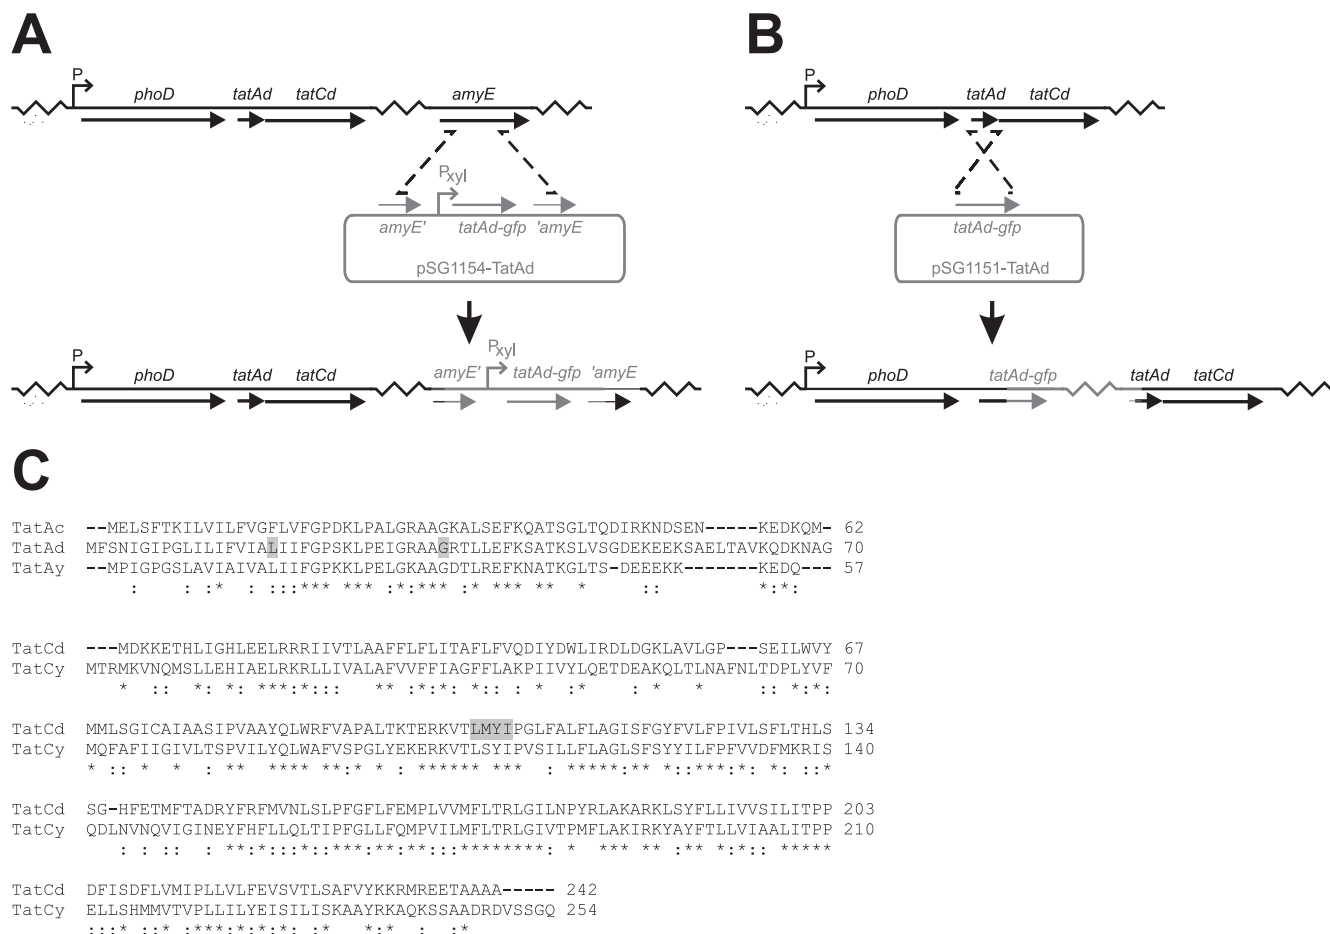 A B
P P
phoD tatAd tatCd amyE phoD tatAd tatCd
Pxyl
amyE' tatAd-gfp 'amyE tatAd-gfp
pSG1154-TatAd pSG1151-TatAd
P Pxyl P
phoD tatAd tatCd amyE' tatAd-gfp 'amyE phoD tatAd-gfp tatAd tatCd
C
TatAc --MELSFTKILVILFVGFLVFGPDKLPALGRAAGKALSEFKQATSGLTQDIRKNDSEN-----KEDKQM- 62
TatAd MFSNIGIPGLILIFVIALIIFGPSKLPEIGRAAGRTLLEFKSATKSLVSGDEKEEKSAELTAVKQDKNAG 70
TatAy --MPIGPGSLAVIAIVALIIFGPKKLPELGKAAGDTLREFKNATKGLTS-DEEEKK-------KEDQ--- 57
: : :* : :::*** *** :*:*** :* *** ** * * :: *:*:
TatCd ---MDKKETHLIGHLEELRRRIIVTLAAFFLFLITAFLFVQDIYDWLIRDLDGKLAVLGP---SEILWVY 67
TatCy MTRMKVNQMSLLEHIAELRKRLLIVALAFVVFFIAGFFLAKPIIVYLQETDEAKQLTLNAFNLTDPLYVF 70
* :: *: *: ***:*::: ** :*:*:.*: : * :* : * * :: *:*:
TatCd MMLSGICAIAASIPVAAYQLWRFVAPALTKTERKVTLMYIPGLFALFLAGISFGYFVLFPIVLSFLTHLS 134
TatCy MQFAFIIGIVLTSPVILYQLWAFVSPGLYEKERKVTLSYIPVSILLFLAGLSFSYYILFPFVVDFMKRIS 140
* :: * * : ** **** **:* * : ****** *** : *****:**:*::***:*: *: ::*
TatCd SG-HFETMFTADRYFRFMVNLSLPFGFLFEMPLVVMFLTRLGILNPYRLAKARKLSYFLLIVVSILITPP 203
TatCy QDLNVNQVIGINEYFHFLLQLTIPFGLLFQMPVILMFLTRLGIVTPMFLAKIRKYAYFTLLVIAALITPP 210
: : :: : **:*:::*::***:**:**:::********: * *** ** :** *:*:: *****
TatCd DFISDFLVMIPLLVLFEVSVTLSAFVYKKRMREETAAAA----- 242
TatCy ELLSHMMVTVPLLILYEISILISKAAYRKAQKSSAADRDVSSGQ 254
:::* :* :***:*:*:*: :* *:* : :*